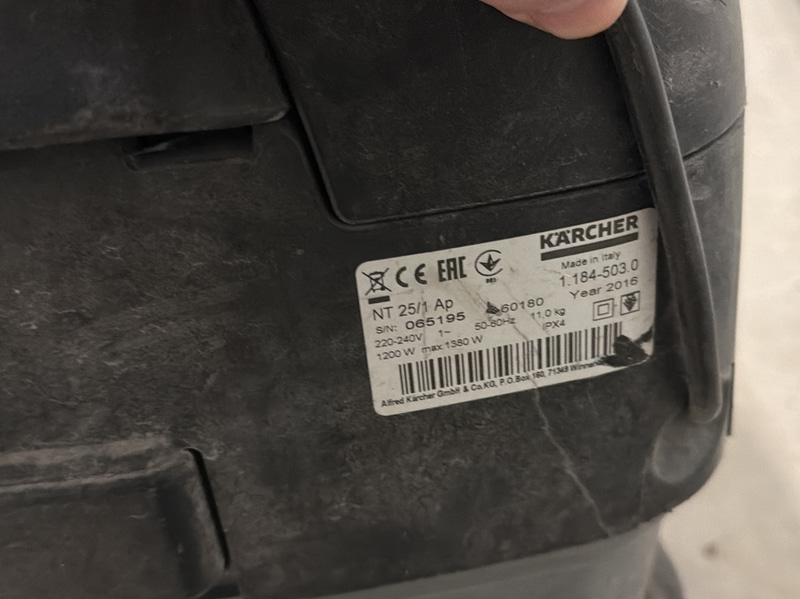 KÄRCHER
Made in Italy
CE EAC
1.184-503.0
Year 2016
NT 25/1 Ap
S/N: 065195 60180
220-240V 1~ 50-60Hz 11,0 kg
1200 W max 1380 W IPX4
Alfred Kärcher GmbH & Co.KG, P.O.Box 160, 71349